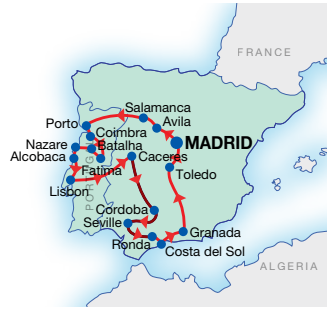 FRANCE
Salamanca
Porto
Avila
Coimbra
MADRID
Nazare
Batalha
Alcobaca
Caceres
Fatima
Toledo
PORTUGAL
Lisbon
Cordoba
Seville
Granada
Ronda
Costa del Sol
ALGERIA